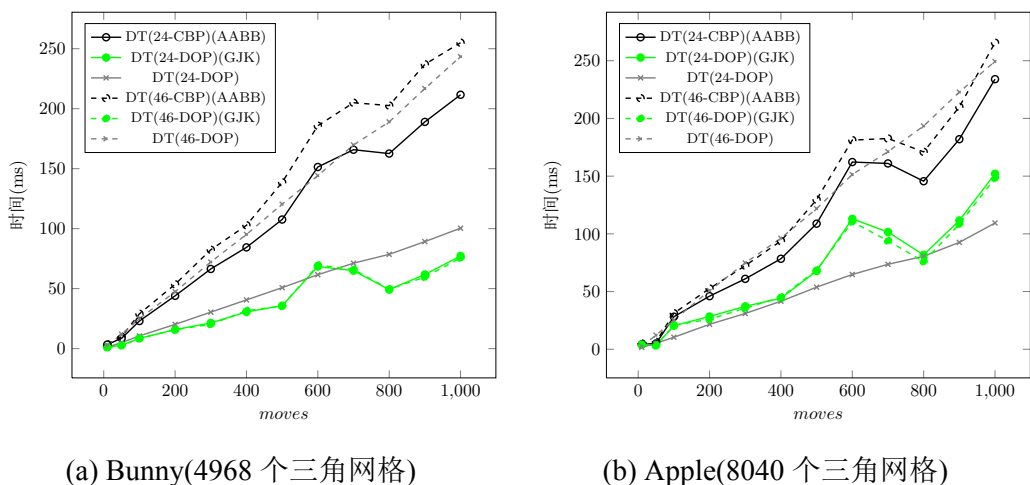 DT(24-CBP)(AABB)
DT(24-DOP)(GJK)
DT(24-DOP)
DT(46-CBP)(AABB)
DT(46-DOP)(GJK)
DT(46-DOP)
250
200
150
100
50
0
时间(ms)
0 200 400 600 800 1,000
moves
(a) Bunny(4968 个三角网格)
DT(24-CBP)(AABB)
DT(24-DOP)(GJK)
DT(24-DOP)
DT(46-CBP)(AABB)
DT(46-DOP)(GJK)
DT(46-DOP)
250
200
150
100
50
0
时间(ms)
0 200 400 600 800 1,000
moves
(b) Apple(8040 个三角网格)